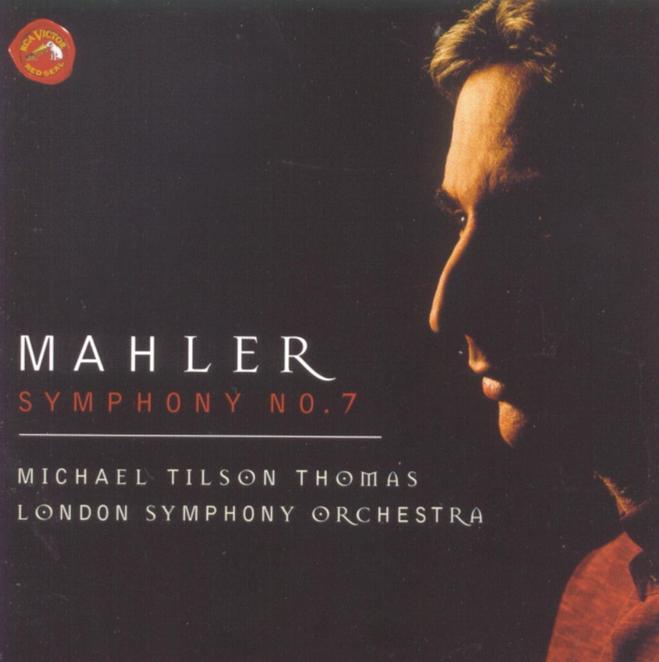 RCA VICTOR
RED SEAL
MAHLER
SYMPHONY NO.7
MICHAEL TILSON THOMAS
LONDON SYMPHONY ORCHESTRA